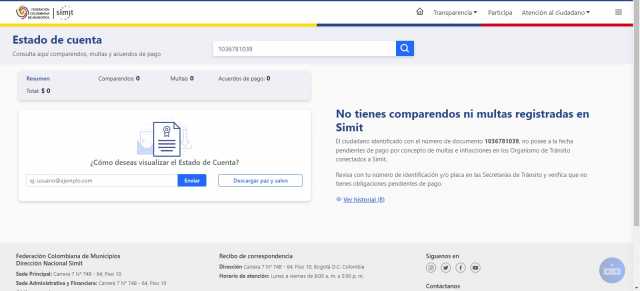 FEDERACIÓN
COLOMBIANA
DE MUNICIPIOS
simit
Transparencia
Participa
Atención al ciudadano
Estado de cuenta
Consulta aquí comparendos, multas y acuerdos de pago
1036781039
Resumen
Comparendos: 0
Multas: 0
Acuerdos de pago: 0
Total: $ 0
¿Cómo deseas visualizar el Estado de Cuenta?
ej: usuario@ejemplo.com
Enviar
Descargar paz y salvo
No tienes comparendos ni multas registradas en
Simit
El ciudadano identificado con el número de documento 1036781039, no posee a la fecha
pendientes de pago por concepto de multas e infracciones en los Organismo de Tránsito
conectados a Simit.
Revisa con tu número de identificación y/o placa en las Secretarías de Tránsito y verifica que no
tienes obligaciones pendientes de pago
Ver historial (8)
Federación Colombiana de Municipios
Dirección Nacional Simit
Sede Principal: Carrera 7 N° 74B - 64, Piso 10
Sede Administrativa y Financiera: Carrera 7 N° 74B - 64, Piso 10
Recibo de correspondencia
Dirección Carrera 7 N° 74B - 64, Piso 10, Bogotá D.C. Colombia
Horario de atención: Lunes a viernes de 8:00 a. m. a 5:00 p. m.
Síguenos en
Contáctanos